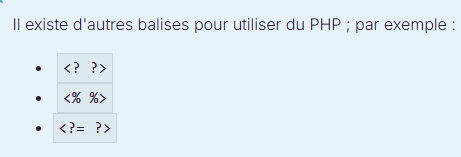 Il existe d'autres balises pour utiliser du PHP ; par exemple :
• <? ?>
• <% %>
• <?= ?>